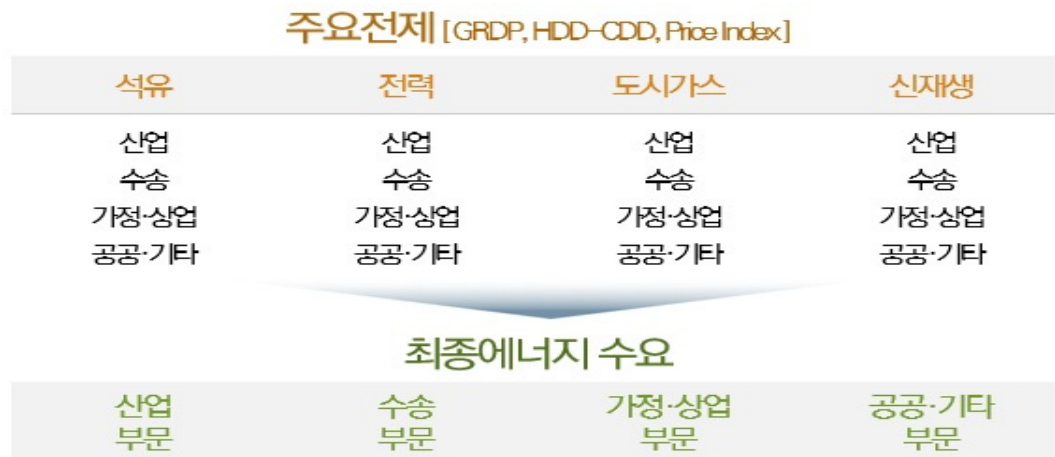 주요전제 [GRDP, HDD-CDD, Price Index]
석유 전력 도시가스 신재생
산업 산업 산업 산업
수송 수송 수송 수송
가정·상업 가정·상업 가정·상업 가정·상업
공공·기타 공공·기타 공공·기타 공공·기타
최종에너지 수요
산업 수송 가정·상업 공공·기타
부문 부문 부문 부문